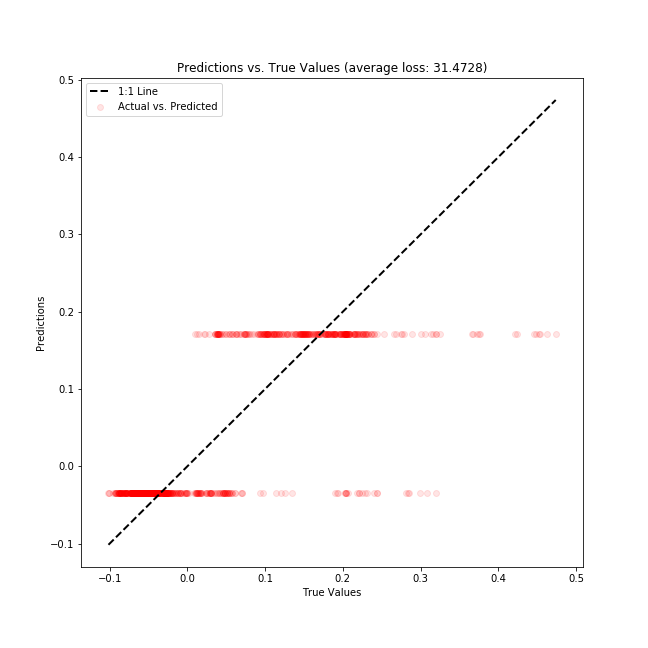 Predictions vs. True Values (average loss: 31.4728)
1:1 Line
Actual vs. Predicted
0.5
0.4
0.3
0.2
0.1
0.0
−0.1
Predictions
−0.1 0.0 0.1 0.2 0.3 0.4 0.5
True Values